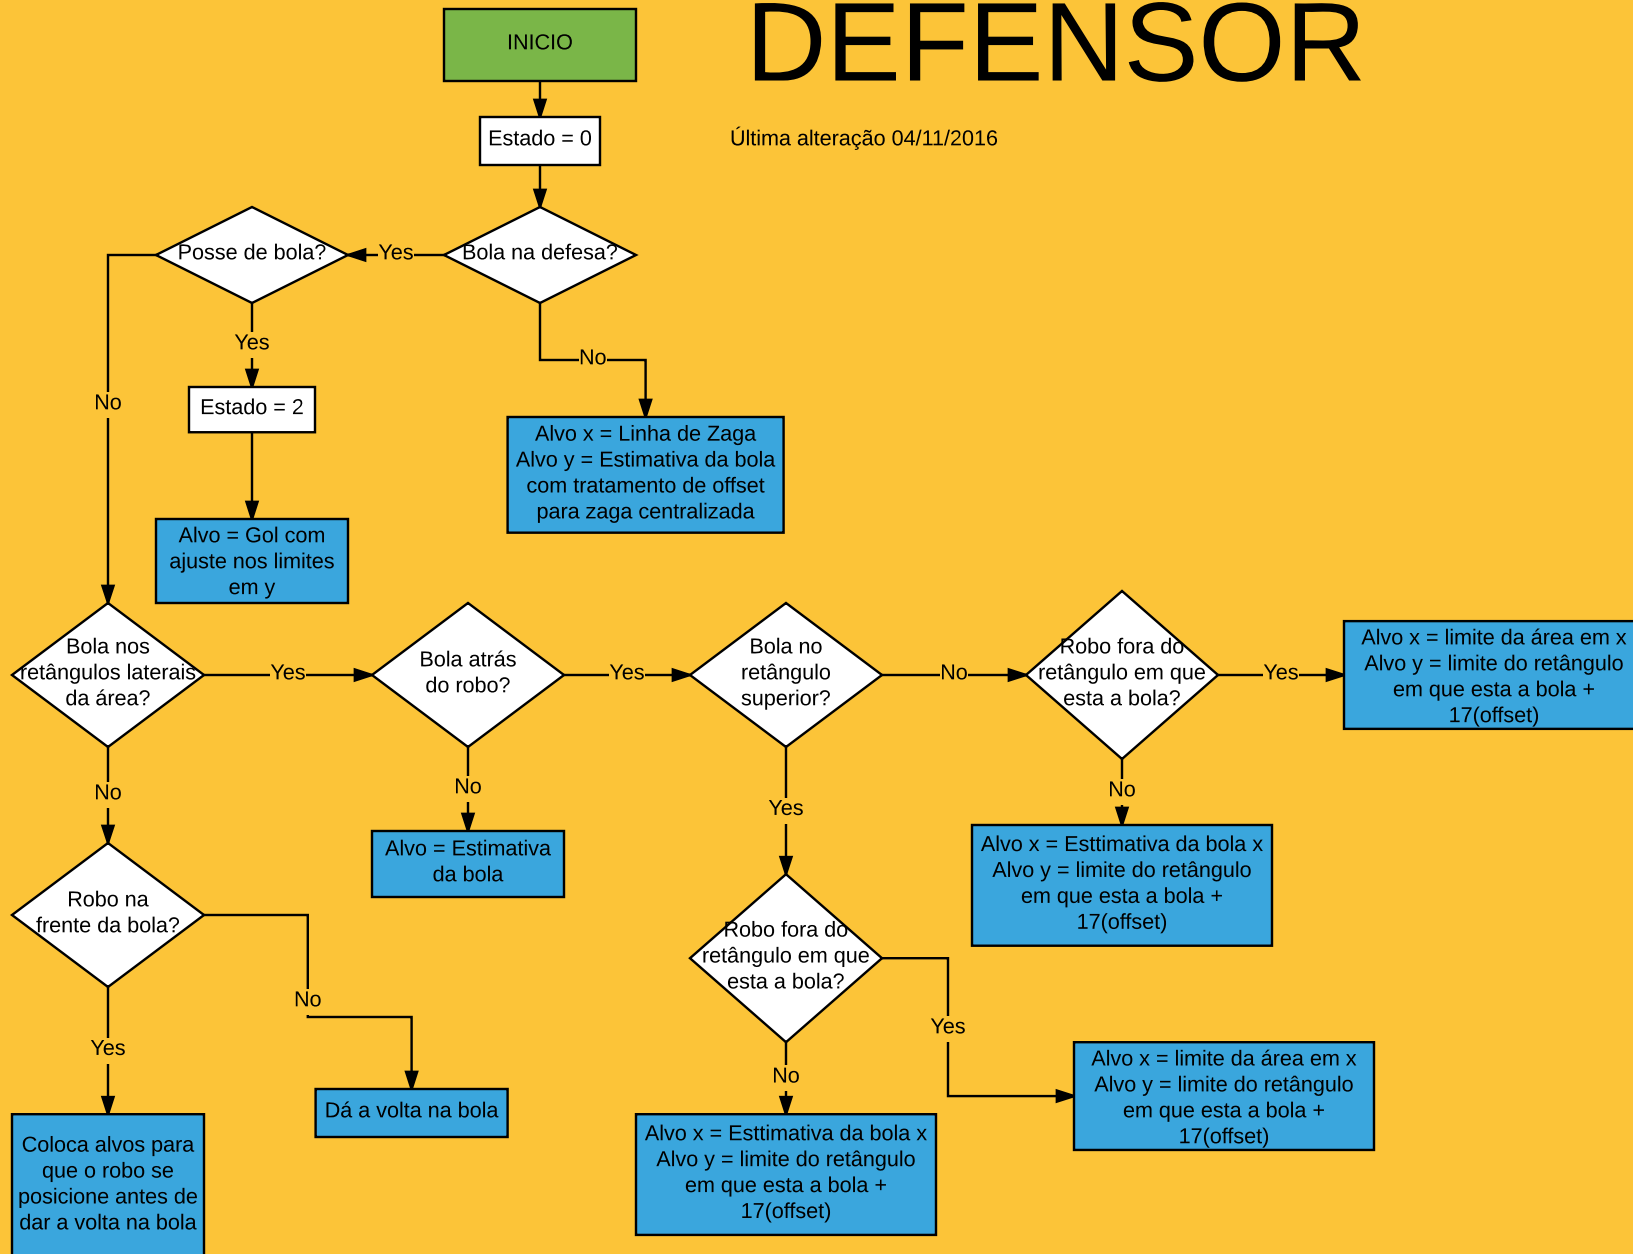 DEFENSOR
INICIO
Última alteração 04/11/2016
Estado = 0
Posse de bola?
Yes
Bola na defesa?
Yes
No
No
Estado = 2
Alvo x = Linha de Zaga
Alvo y = Estimativa da bola
com tratamento de offset
para zaga centralizada
Alvo = Gol com
ajuste nos limites
em y
Bola nos
retângulos laterais
da área?
Yes
Bola atrás
do robo?
Yes
Bola no
retângulo
superior?
No
Robo fora do
retângulo em que
esta a bola?
Yes
Alvo x = limite da área em x
Alvo y = limite do retângulo
em que esta a bola +
17(offset)
No
No
Yes
No
Alvo = Estimativa
da bola
Alvo x = Esttimativa da bola x
Alvo y = limite do retângulo
em que esta a bola +
17(offset)
Robo na
frente da bola?
No
Robo fora do
retângulo em que
esta a bola?
Yes
Yes
No
Alvo x = limite da área em x
Alvo y = limite do retângulo
em que esta a bola +
17(offset)
Dá a volta na bola
Coloca alvos para
que o robo se
posicione antes de
dar a volta na bola
Alvo x = Esttimativa da bola x
Alvo y = limite do retângulo
em que esta a bola +
17(offset)